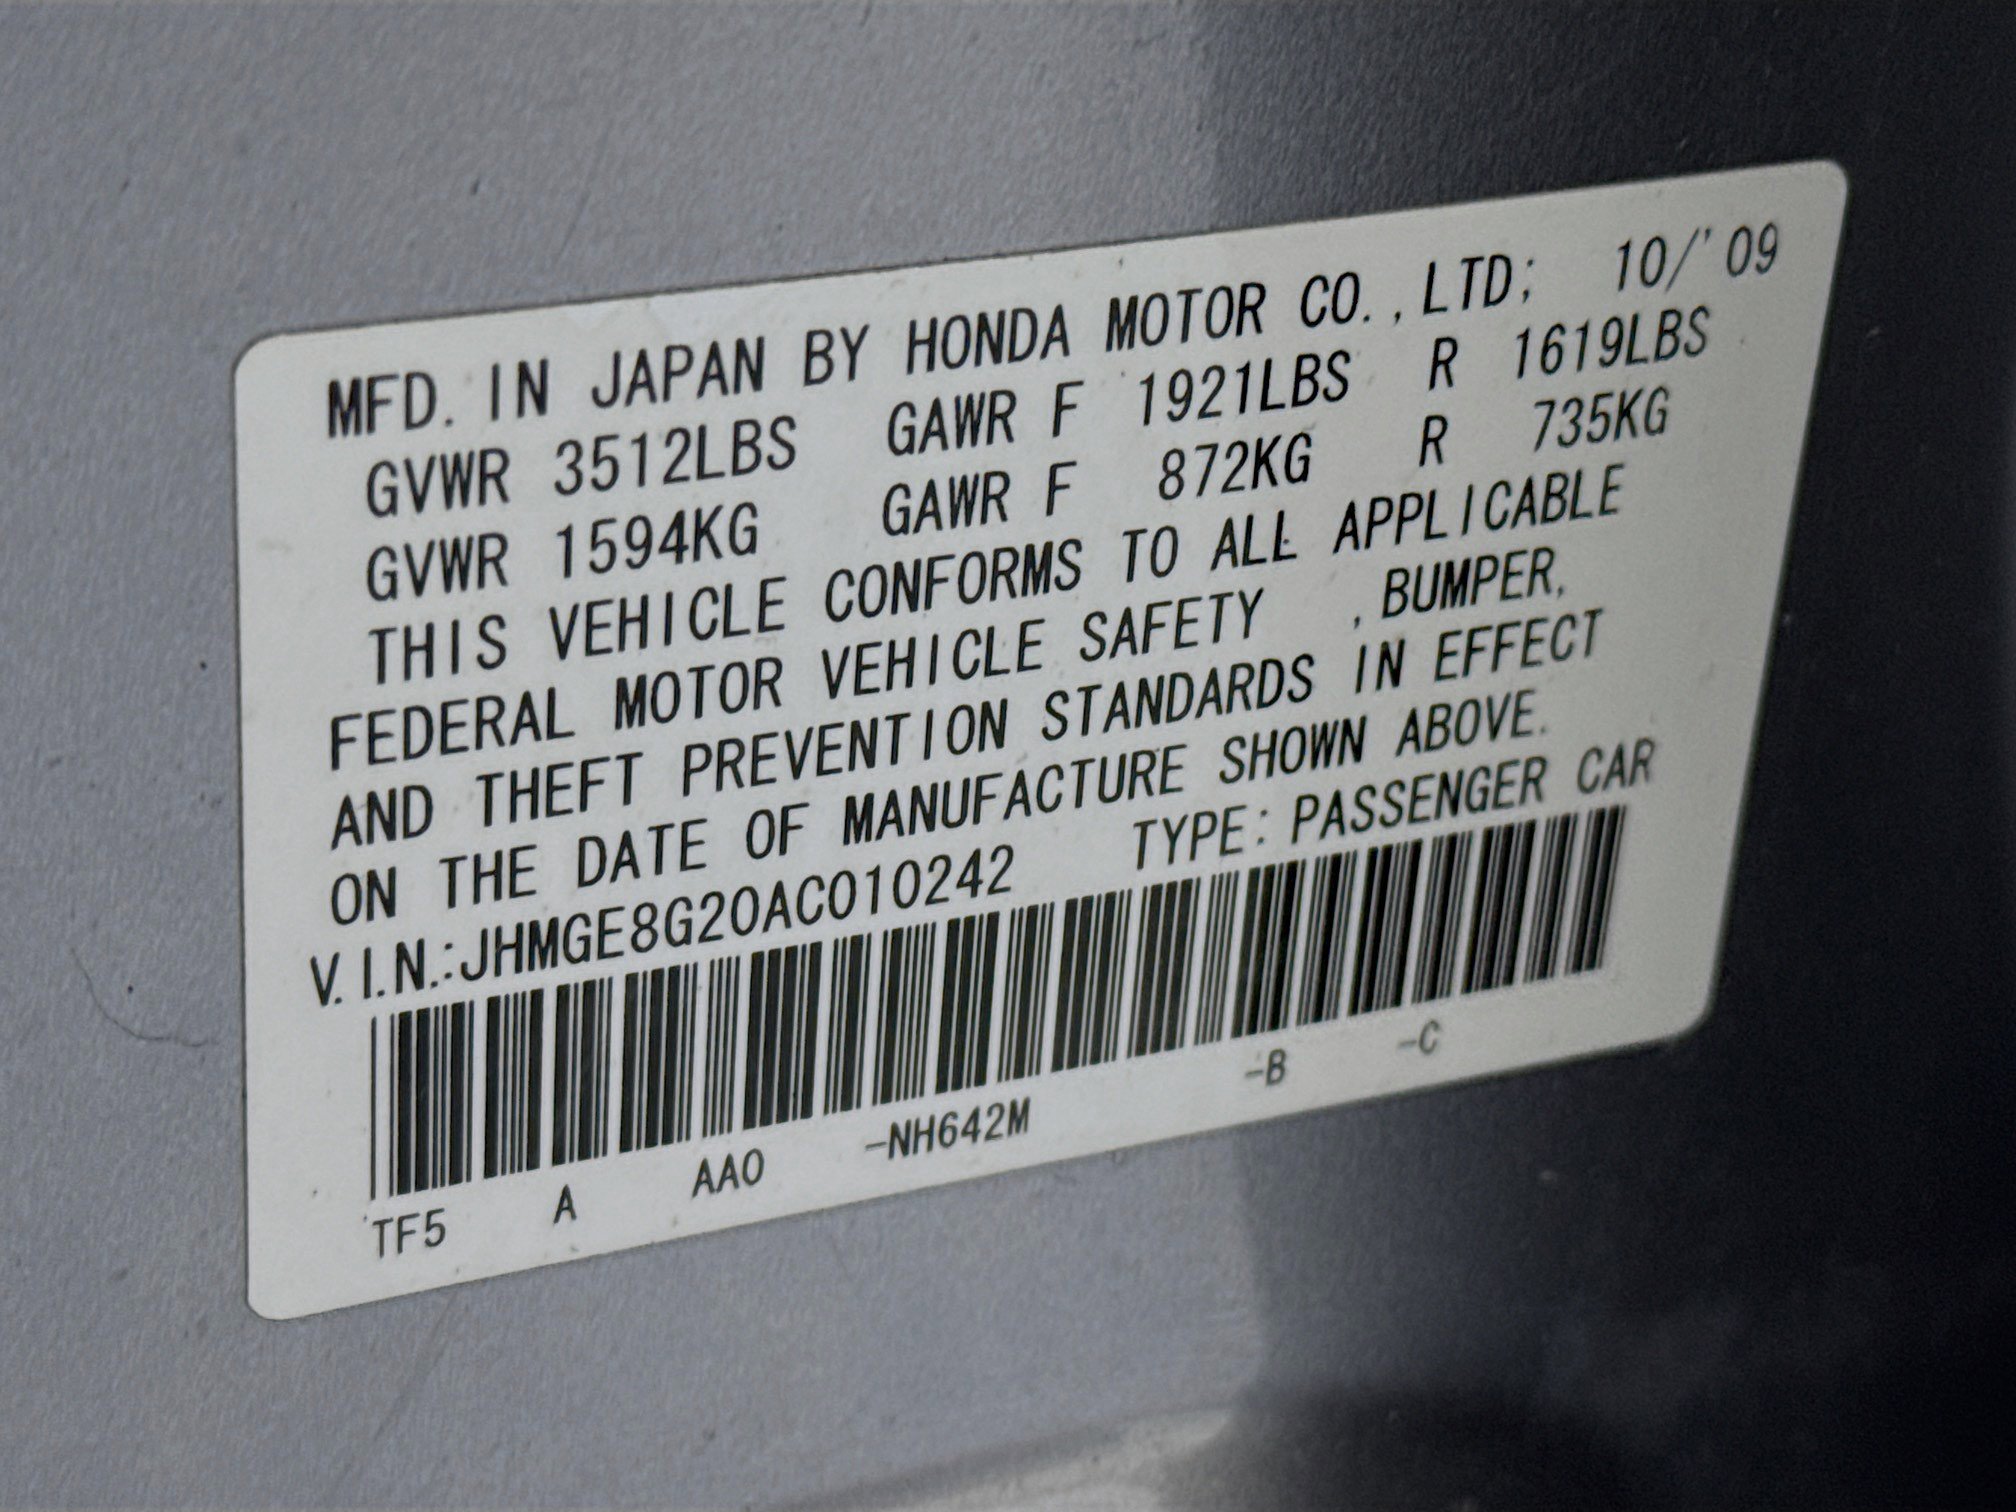 MFD. IN JAPAN BY HONDA MOTOR CO.,LTD; 10/'09
GVWR 3512LBS GAWR F 1921LBS R 1619LBS
GVWR 1594KG GAWR F 872KG R 735KG
THIS VEHICLE CONFORMS TO ALL APPLICABLE
FEDERAL MOTOR VEHICLE SAFETY , BUMPER,
AND THEFT PREVENTION STANDARDS IN EFFECT
ON THE DATE OF MANUFACTURE SHOWN ABOVE.
V.I.N.:JHMGE8G20AC010242 TYPE: PASSENGER CAR
TF5 A AA0 -NH642M -B -C